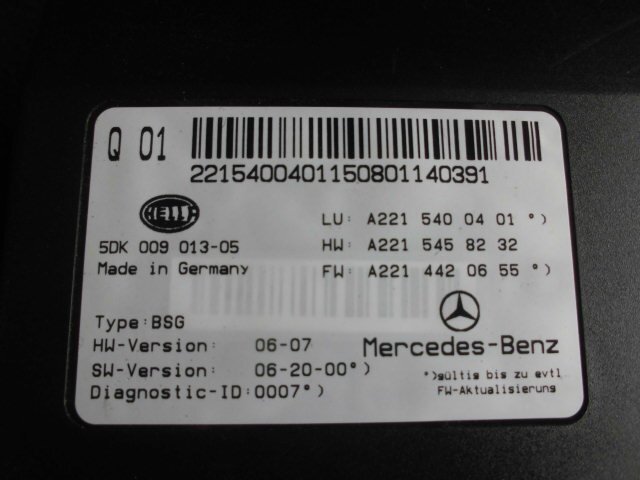 Q 01
2215400401150801140391
HELLA
LU: A221 540 04 01 °)
5DK 009 013-05
HW: A221 545 82 32
Made in Germany
FW: A221 442 06 55 °)
Type:BSG
HW-Version: 06-07
Mercedes-Benz
SW-Version: 06-20-00°)
°)gültig bis zu evtl
Diagnostic-ID:0007°)
FW-Aktualisierung